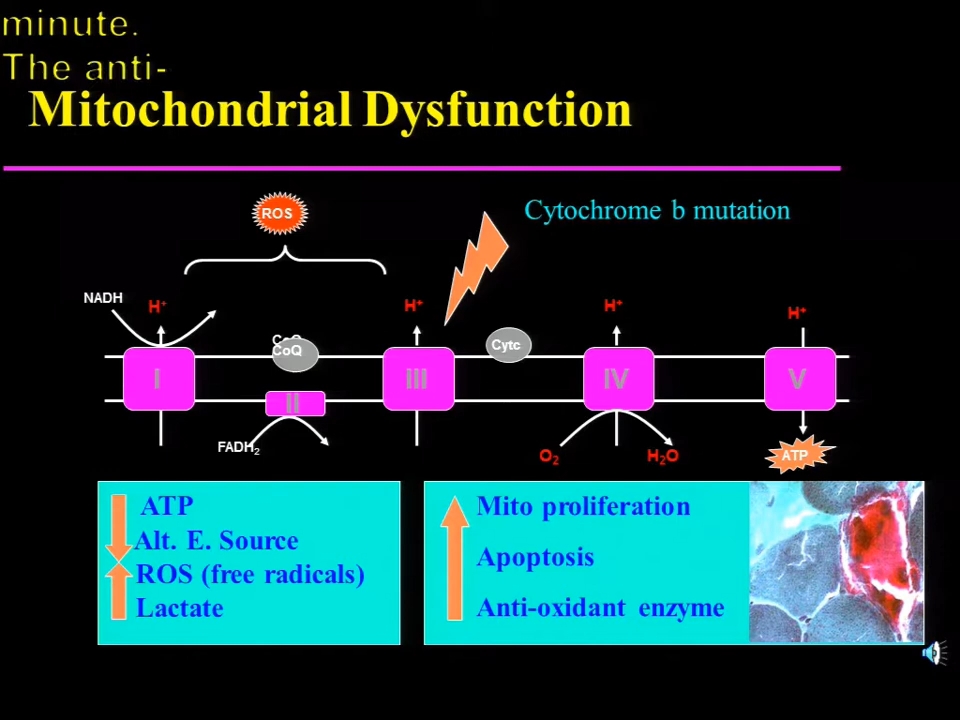 minute.
The anti-
Mitochondrial Dysfunction
ROS
Cytochrome b mutation
NADH
H+
H+
H+
H+
CoQ
CoQ
Cytc
I
II
III
IV
V
FADH2
O2
H2O
ATP
ATP
Alt. E. Source
ROS (free radicals)
Lactate
Mito proliferation
Apoptosis
Anti-oxidant enzyme